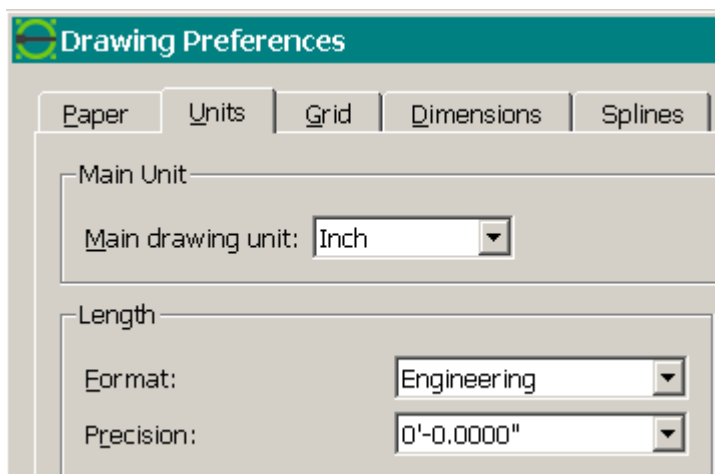 Drawing Preferences
Paper Units Grid Dimensions Splines
Main Unit
Main drawing unit: Inch
Length
Format: Engineering
Precision: 0'-0.0000"